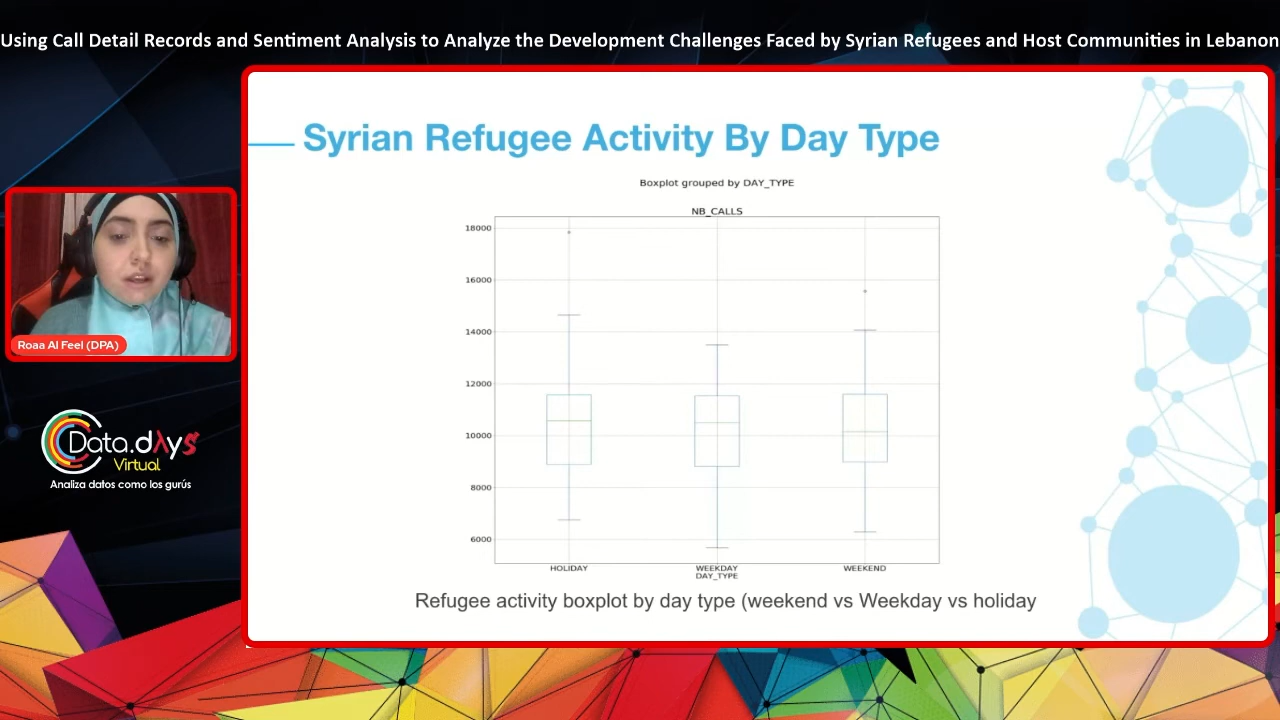 Using Call Detail Records and Sentiment Analysis to Analyze the Development Challenges Faced by Syrian Refugees and Host Communities in Lebanon
Syrian Refugee Activity By Day Type
Boxplot grouped by DAY_TYPE
NB_CALLS
18000
16000
14000
12000
10000
8000
6000
HOLIDAY
WEEKDAY
WEEKEND
DAY_TYPE
Refugee activity boxplot by day type (weekend vs Weekday vs holiday
Roaa Al Feel (DPA)
Data.dλys
Virtual
Analiza datos como los gurús